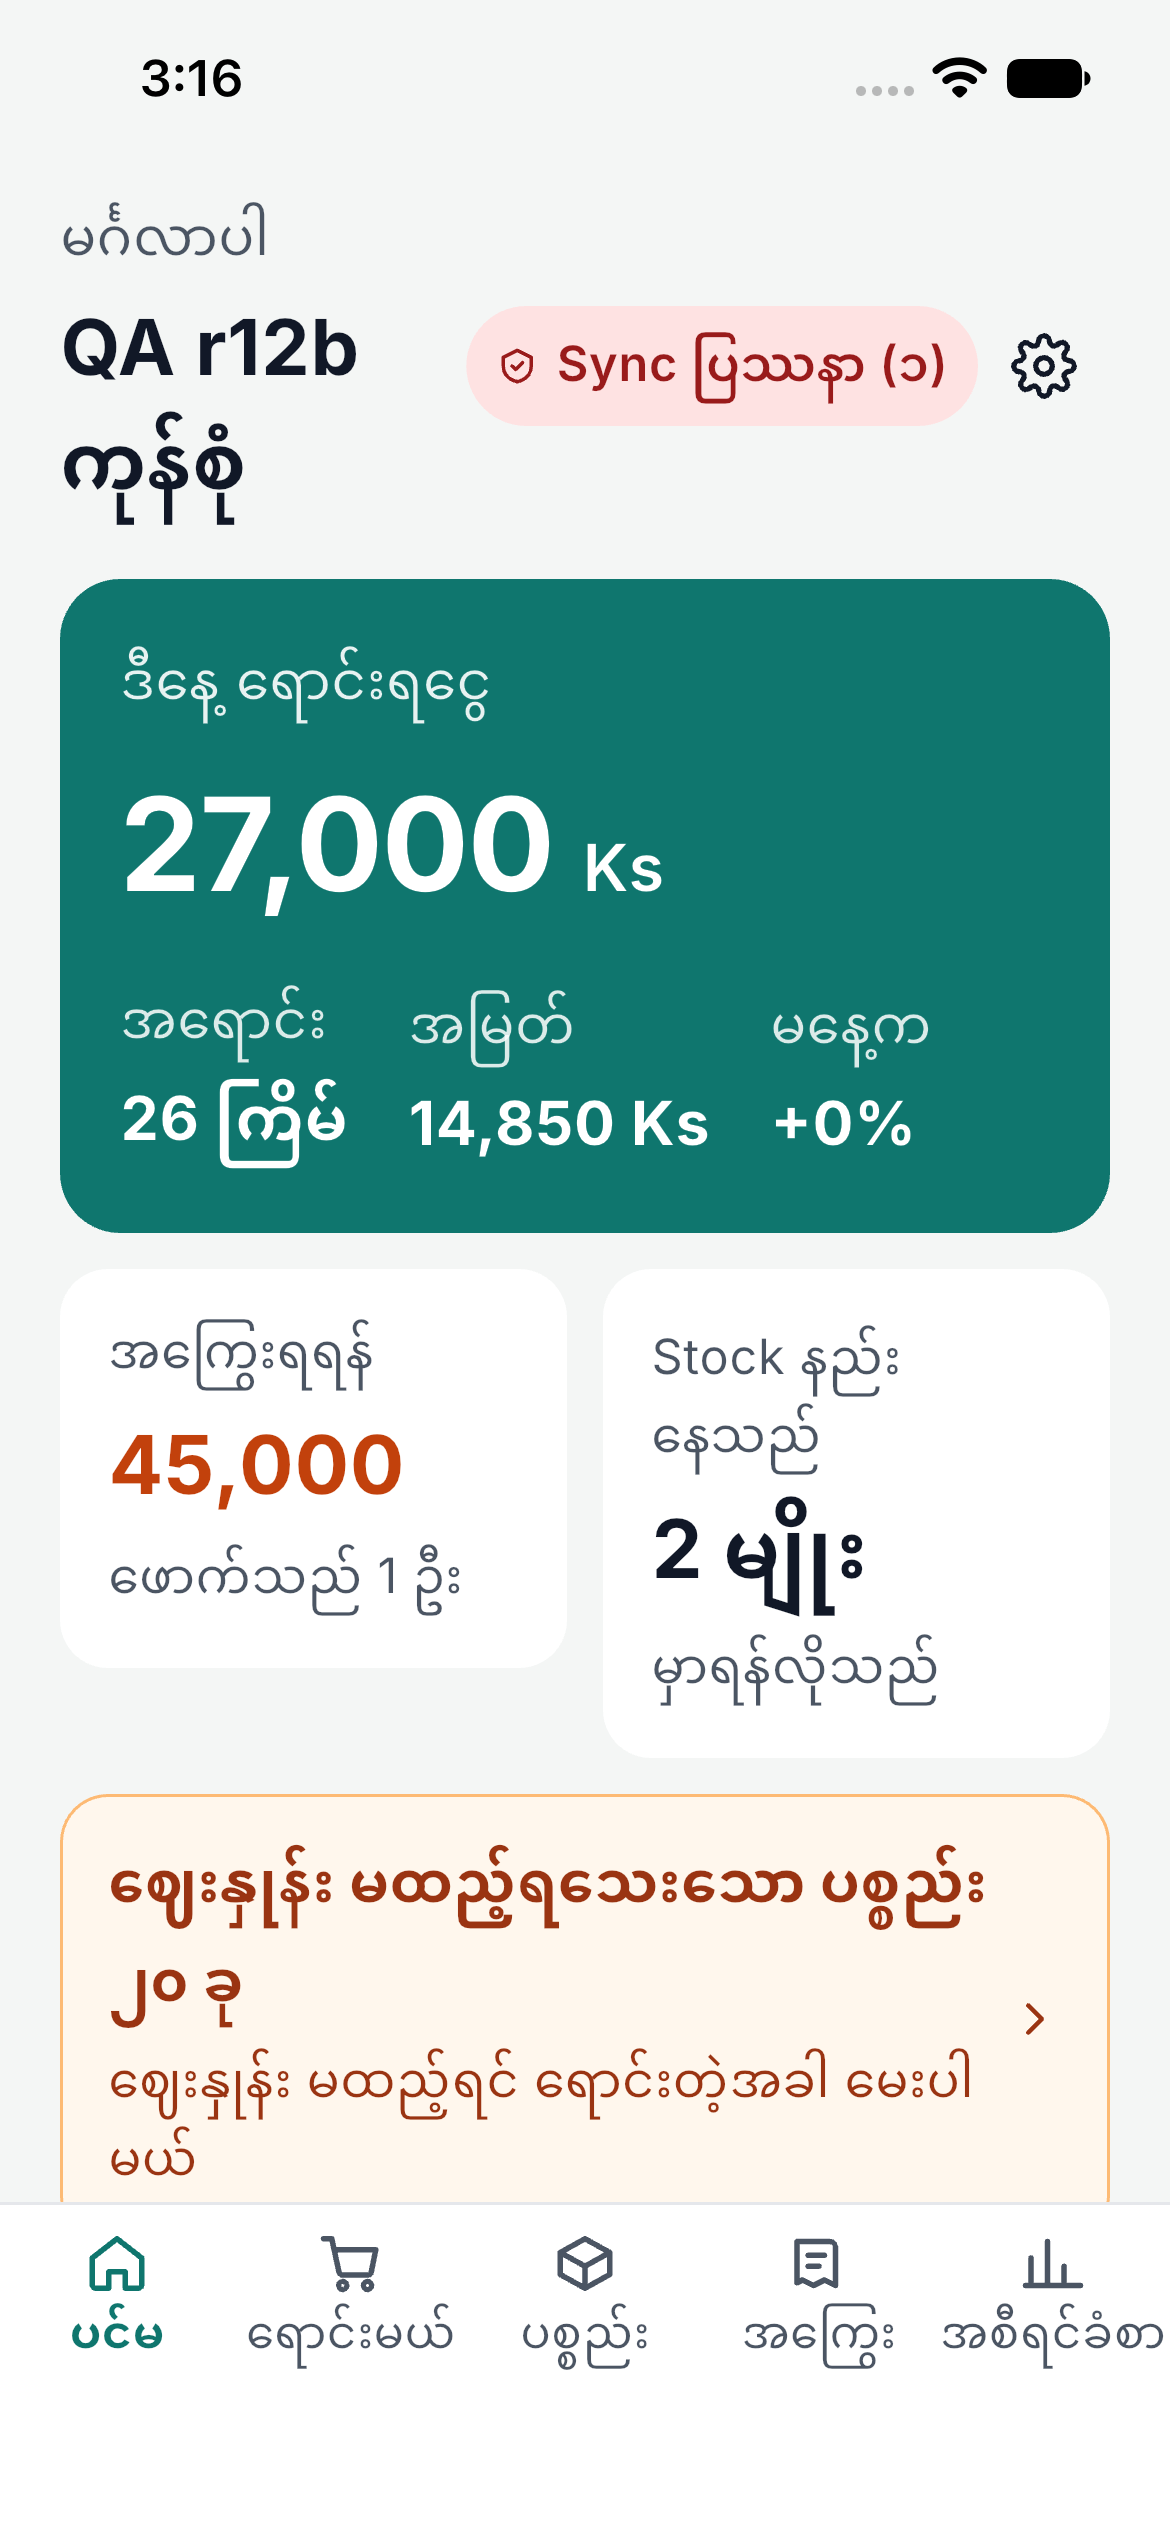 3:16
မင်္ဂလာပါ
QA r12b
ကုန်စုံ
Sync ပြဿနာ (၁)
ဒီနေ့ ရောင်းရငွေ
27,000 Ks
အရောင်း အမြတ် မနေ့က
26 ကြိမ် 14,850 Ks +0%
အကြွေးရရန်
45,000
ဖောက်သည် 1 ဦး
Stock နည်း
နေသည်
2 မျိုး
မှာရန်လိုသည်
ဈေးနှုန်း မထည့်ရသေးသော ပစ္စည်း
၂၀ ခု
ဈေးနှုန်း မထည့်ရင် ရောင်းတဲ့အခါ မေးပါ
မယ်
ပင်မ ရောင်းမယ် ပစ္စည်း အကြွေး အစီရင်ခံစာ